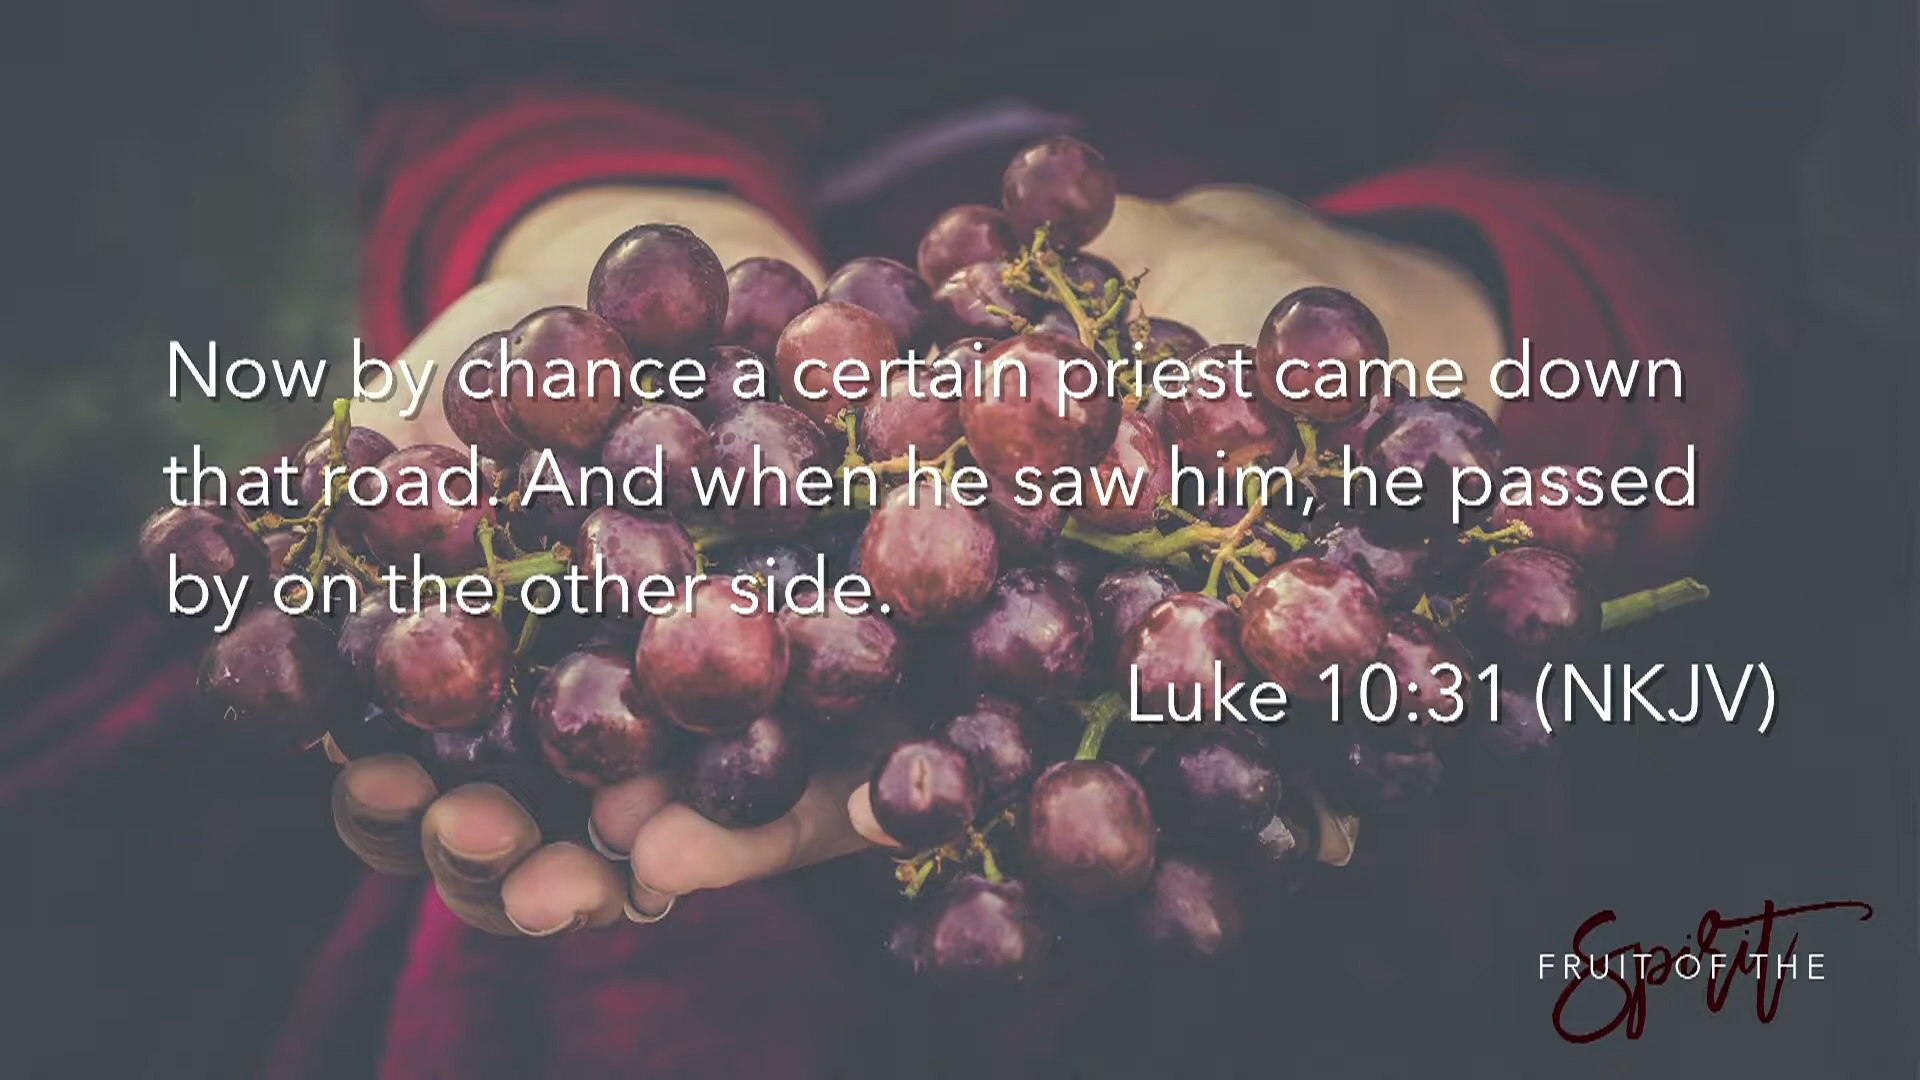 Now by chance a certain priest came down
that road. And when he saw him, he passed
by on the other side.
Luke 10:31 (NKJV)
FRUIT OF THE
Spirit